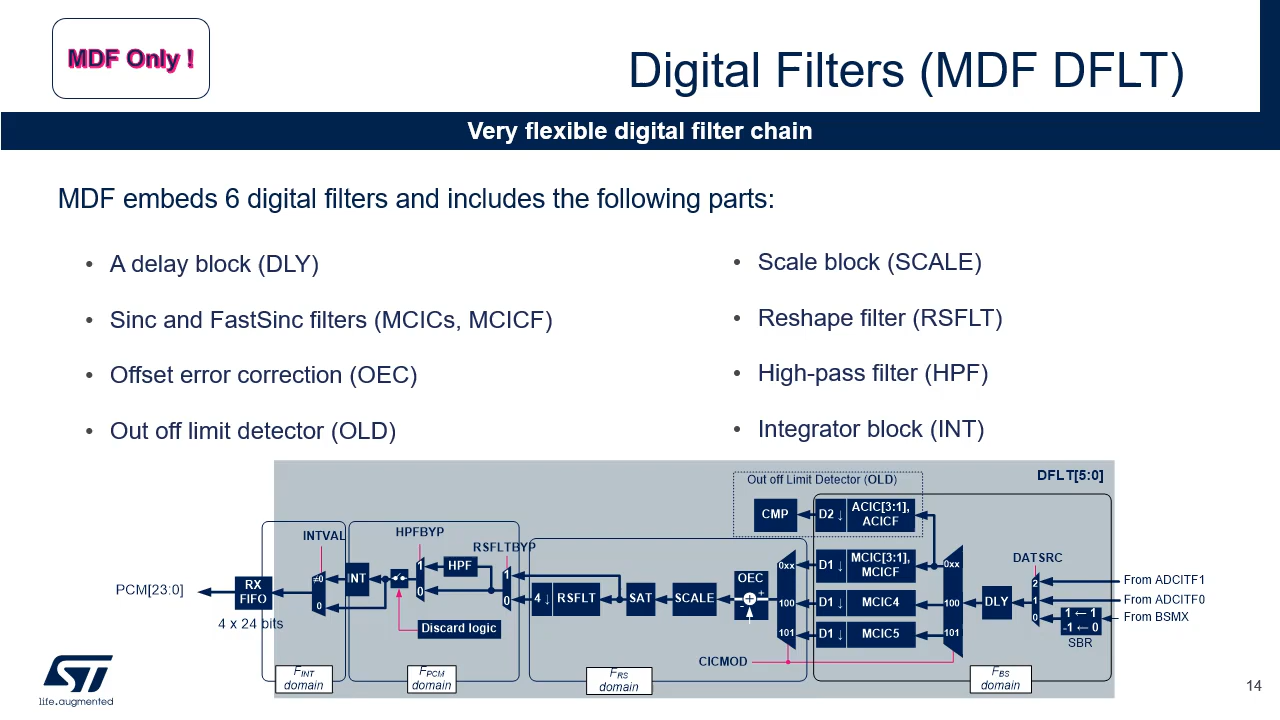 MDF Only !
Digital Filters (MDF DFLT)
Very flexible digital filter chain
MDF embeds 6 digital filters and includes the following parts:
• A delay block (DLY)
• Sinc and FastSinc filters (MCICs, MCICF)
• Offset error correction (OEC)
• Out off limit detector (OLD)
• Scale block (SCALE)
• Reshape filter (RSFLT)
• High-pass filter (HPF)
• Integrator block (INT)
DFLT[5:0]
Out off Limit Detector (OLD)
CMP
D2 ↓
ACIC[3:1],
ACICF
INTVAL
HPFBYP
RSFLTBYP
DATSRC
PCM[23:0]
RX
FIFO
4 x 24 bits
≠0
0
INT
1
0
HPF
Discard logic
1
0
4 ↓
RSFLT
SAT
SCALE
OEC
+
-
0xx
100
101
D1 ↓
MCIC[3:1],
MCICF
D1 ↓
MCIC4
D1 ↓
MCIC5
0xx
100
101
DLY
2
1
0
1 ← 1
-1 ← 0
SBR
From ADCITF1
From ADCITF0
From BSMX
CICMOD
FINT
domain
FPCM
domain
FRS
domain
FBS
domain
ST
life.augmented
14